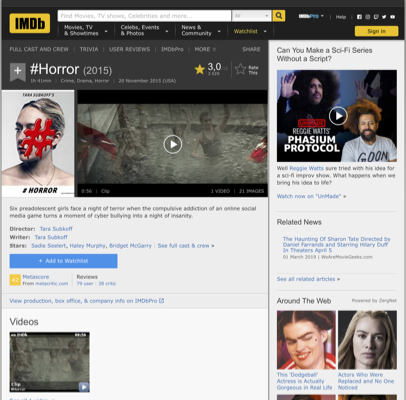 IMDb
Find Movies, TV shows, Celebrities and more...
All
IMDbPro
Help
Movies, TV
& Showtimes
Celebs, Events
& Photos
News &
Community
Watchlist
Sign in
FULL CAST AND CREW | TRIVIA | USER REVIEWS | IMDbPro | MORE
SHARE
+
#Horror (2015)
1h 41min | Crime, Drama, Horror | 20 November 2015 (USA)
3,0
Rate
This
TARA SUBKOFF'S
#
# HORROR
0:56 | Clip
1 VIDEO | 21 IMAGES
Six preadolescent girls face a night of terror when the compulsive addiction of an online social
media game turns a moment of cyber bullying into a night of insanity.
Director: Tara Subkoff
Writer: Tara Subkoff
Stars: Sadie Seelert, Haley Murphy, Bridget McGarry | See full cast & crew »
+ Add to Watchlist
Metascore
From metacritic.com
Reviews
79 user | 38 critic
View production, box office, & company info on IMDbPro
Videos
IMDb
00:56
Clip
Can You Make a Sci-Fi Series
Without a Script?
REGGIE WATTS'
PHASIUM
PROTOCOL
Well Reggie Watts sure tried with his idea for
a sci-fi improv show. What happens when we
bring his idea to life?
Watch now on "UnMade" »
Related News
The Haunting Of Sharon Tate Directed by
Daniel Farrands and Starring Hilary Duff
In Theaters April 5
01 March 2019 | WeAreMovieGeeks.com
See all related articles »
Around The Web
Powered by ZergNet
This 'Dodgeball'
Actress is Actually
Gorgeous in Real Life
Actors Who Were
Replaced and No One
Noticed